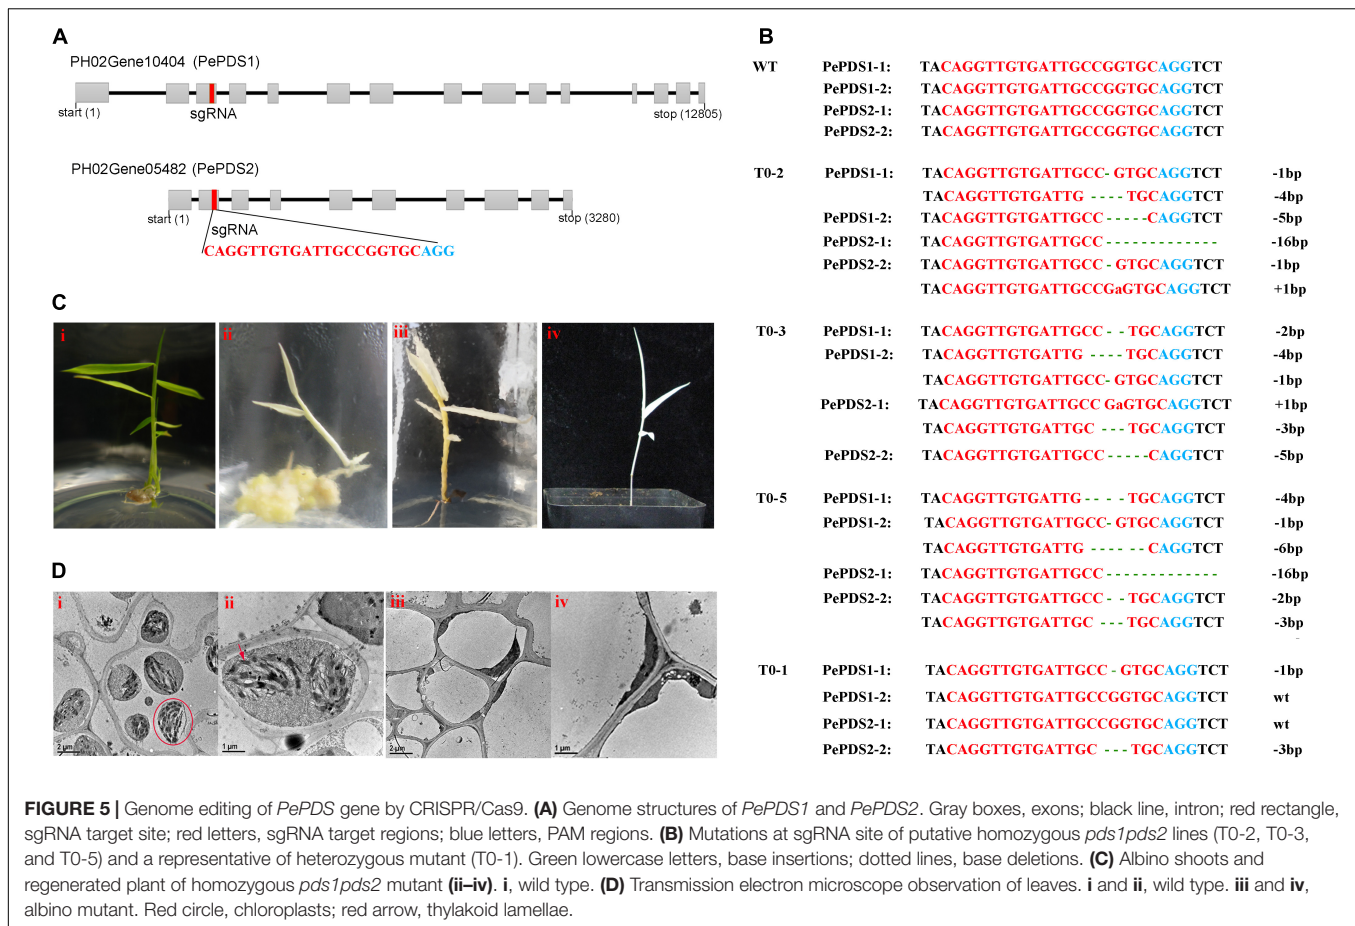 A
PH02Gene10404 (PePDS1)
start (1)
sgRNA
stop (12805)
PH02Gene05482 (PePDS2)
start (1)
sgRNA
stop (3280)
CAGGTTGTGATTGCCGGTGCAGG
B
WT PePDS1-1: TACAGGTTGTGATTGCCGGTGCAGGTCT
PePDS1-2: TACAGGTTGTGATTGCCGGTGCAGGTCT
PePDS2-1: TACAGGTTGTGATTGCCGGTGCAGGTCT
PePDS2-2: TACAGGTTGTGATTGCCGGTGCAGGTCT
T0-2 PePDS1-1: TACAGGTTGTGATTGCC- GTGCAGGTCT -1bp
TACAGGTTGTGATTG - - - -TGCAGGTCT -4bp
PePDS1-2: TACAGGTTGTGATTGCC - - - - -CAGGTCT -5bp
PePDS2-1: TACAGGTTGTGATTGCC - - - - - - - - - - - - - -16bp
PePDS2-2: TACAGGTTGTGATTGCC - GTGCAGGTCT -1bp
TACAGGTTGTGATTGCCGaGTGCAGGTCT +1bp
T0-3 PePDS1-1: TACAGGTTGTGATTGCC - - TGCAGGTCT -2bp
PePDS1-2: TACAGGTTGTGATTG - - - -TGCAGGTCT -4bp
TACAGGTTGTGATTGCC- GTGCAGGTCT -1bp
PePDS2-1: TACAGGTTGTGATTGCC GaGTGCAGGTCT +1bp
TACAGGTTGTGATTGC - - - TGCAGGTCT -3bp
PePDS2-2: TACAGGTTGTGATTGCC - - - - -CAGGTCT -5bp
T0-5 PePDS1-1: TACAGGTTGTGATTG - - - - TGCAGGTCT -4bp
PePDS1-2: TACAGGTTGTGATTGCC- GTGCAGGTCT -1bp
TACAGGTTGTGATTG - - - - - - CAGGTCT -6bp
PePDS2-1: TACAGGTTGTGATTGCC - - - - - - - - - - - - - -16bp
PePDS2-2: TACAGGTTGTGATTGCC - - TGCAGGTCT -2bp
TACAGGTTGTGATTGC - - - TGCAGGTCT -3bp
T0-1 PePDS1-1: TACAGGTTGTGATTGCC - GTGCAGGTCT -1bp
PePDS1-2: TACAGGTTGTGATTGCCGGTGCAGGTCT wt
PePDS2-1: TACAGGTTGTGATTGCCGGTGCAGGTCT wt
PePDS2-2: TACAGGTTGTGATTGC - - - TGCAGGTCT -3bp
C
i ii iii iv
D
i ii iii iv
2 µm 1 µm 2 µm 1 µm
FIGURE 5 | Genome editing of PePDS gene by CRISPR/Cas9. (A) Genome structures of PePDS1 and PePDS2. Gray boxes, exons; black line, intron; red rectangle,
sgRNA target site; red letters, sgRNA target regions; blue letters, PAM regions. (B) Mutations at sgRNA site of putative homozygous pds1pds2 lines (T0-2, T0-3,
and T0-5) and a representative of heterozygous mutant (T0-1). Green lowercase letters, base insertions; dotted lines, base deletions. (C) Albino shoots and
regenerated plant of homozygous pds1pds2 mutant (ii–iv). i, wild type. (D) Transmission electron microscope observation of leaves. i and ii, wild type. iii and iv,
albino mutant. Red circle, chloroplasts; red arrow, thylakoid lamellae.